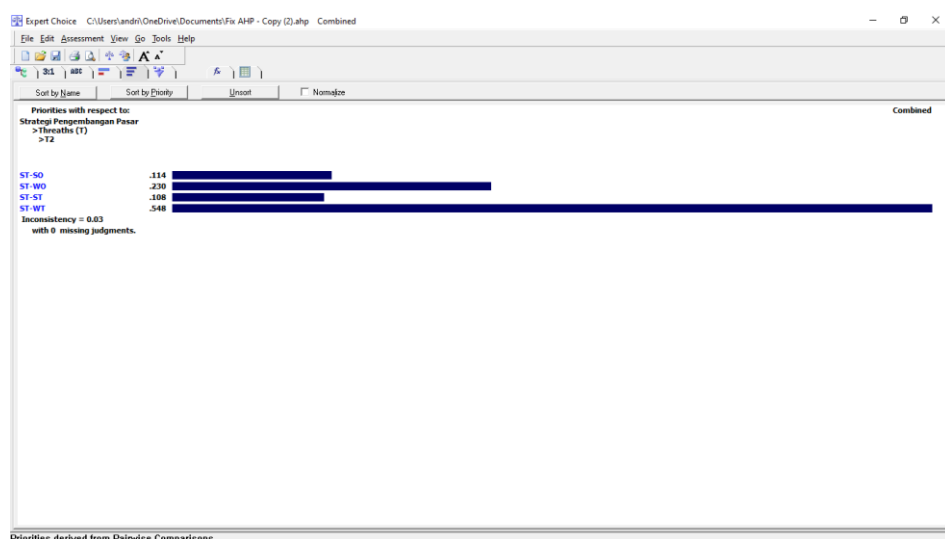 Expert Choice C:\Users\andri\OneDrive\Documents\Fix AHP - Copy (2).ahp Combined
File Edit Assessment View Go Tools Help
3:1 ABC
Sort by Name Sort by Priority Unsort Normalize
Priorities with respect to: Combined
Strategi Pengembangan Pasar
>Threaths (T)
>T2
ST-SO .114
ST-WO .230
ST-ST .108
ST-WT .548
Inconsistency = 0.03
with 0 missing judgments.
Priorities derived from Pairwise Comparisons